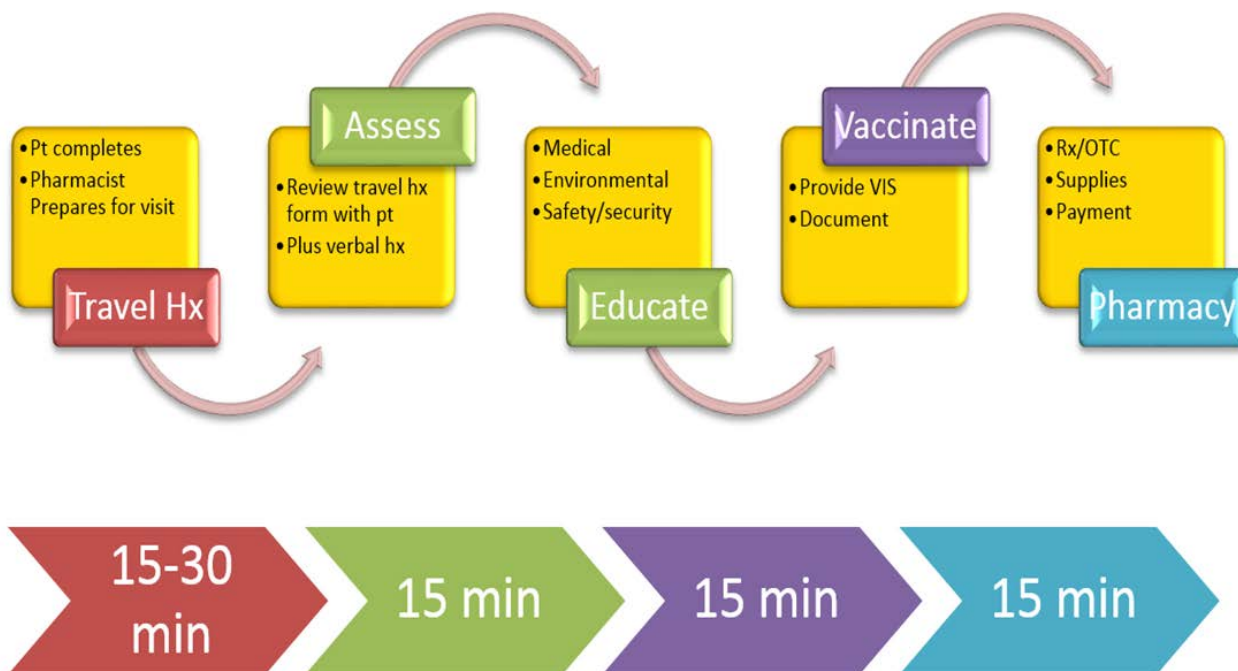 • Pt completes
• Pharmacist
Prepares for visit
Travel Hx
Assess
• Review travel hx
form with pt
• Plus verbal hx
• Medical
• Environmental
• Safety/security
Educate
Vaccinate
• Provide VIS
• Document
• Rx/OTC
• Supplies
• Payment
Pharmacy
15-30
min
15 min
15 min
15 min